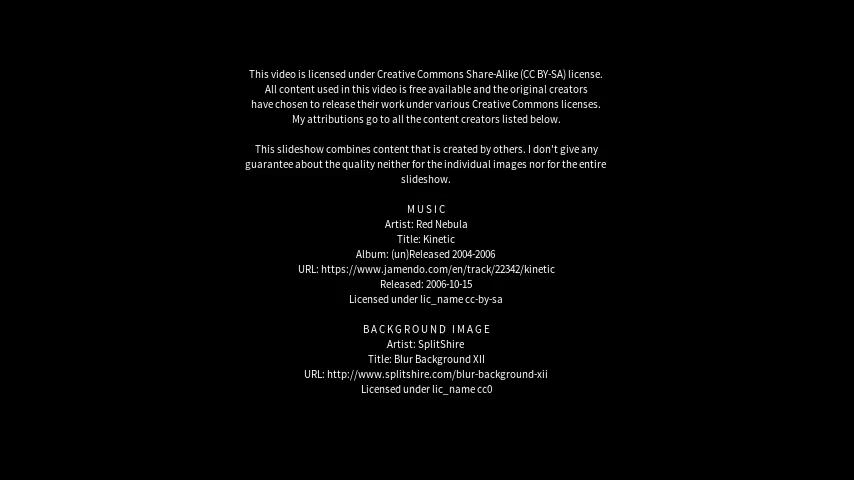 This video is licensed under Creative Commons Share-Alike (CC BY-SA) license.
All content used in this video is free available and the original creators
have chosen to release their work under various Creative Commons licenses.
My attributions go to all the content creators listed below.
This slideshow combines content that is created by others. I don't give any
guarantee about the quality neither for the individual images nor for the entire
slideshow.
MUSIC
Artist: Red Nebula
Title: Kinetic
Album: (un)Released 2004-2006
URL: https://www.jamendo.com/en/track/22342/kinetic
Released: 2006-10-15
Licensed under lic_name cc-by-sa
BACKGROUND IMAGE
Artist: SplitShire
Title: Blur Background XII
URL: http://www.splitshire.com/blur-background-xii
Licensed under lic_name cc0